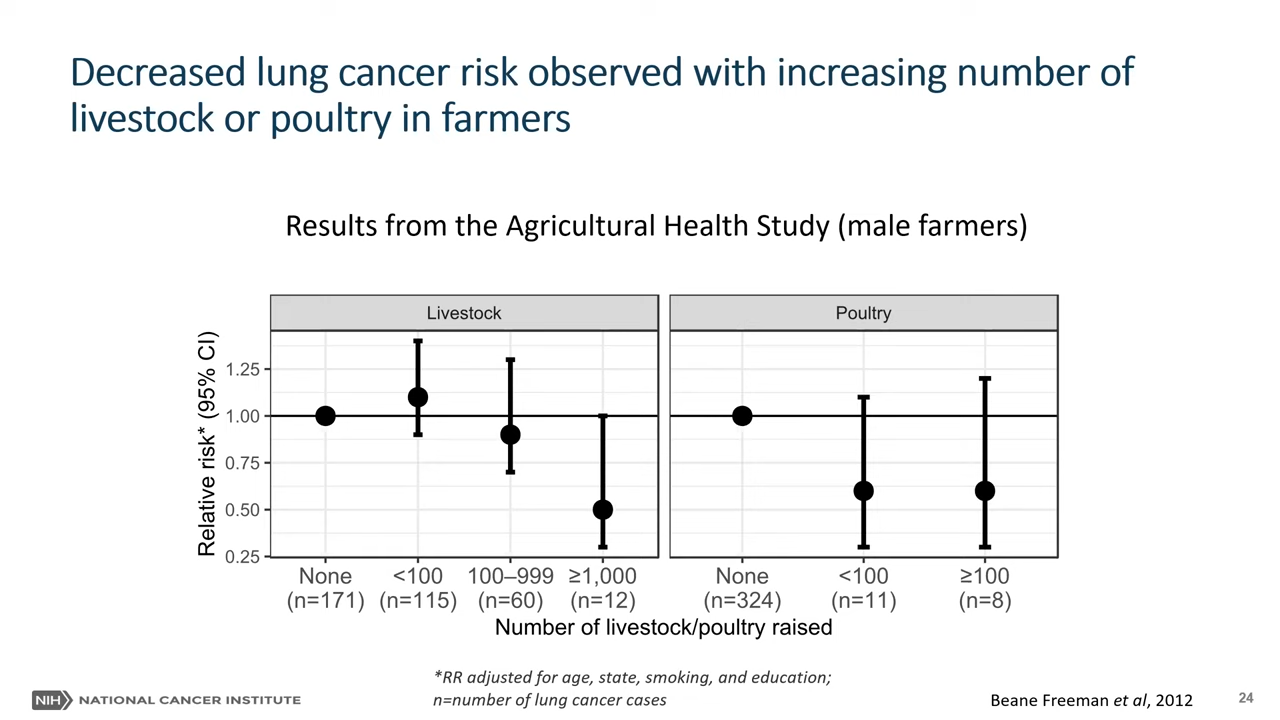 Decreased lung cancer risk observed with increasing number of
livestock or poultry in farmers
Results from the Agricultural Health Study (male farmers)
Livestock
Poultry
Relative risk* (95% CI)
1.25
1.00
0.75
0.50
0.25
None <100 100–999 ≥1,000
(n=171) (n=115) (n=60) (n=12)
None <100 ≥100
(n=324) (n=11) (n=8)
Number of livestock/poultry raised
*RR adjusted for age, state, smoking, and education;
n=number of lung cancer cases
NIH NATIONAL CANCER INSTITUTE
Beane Freeman et al, 2012
24